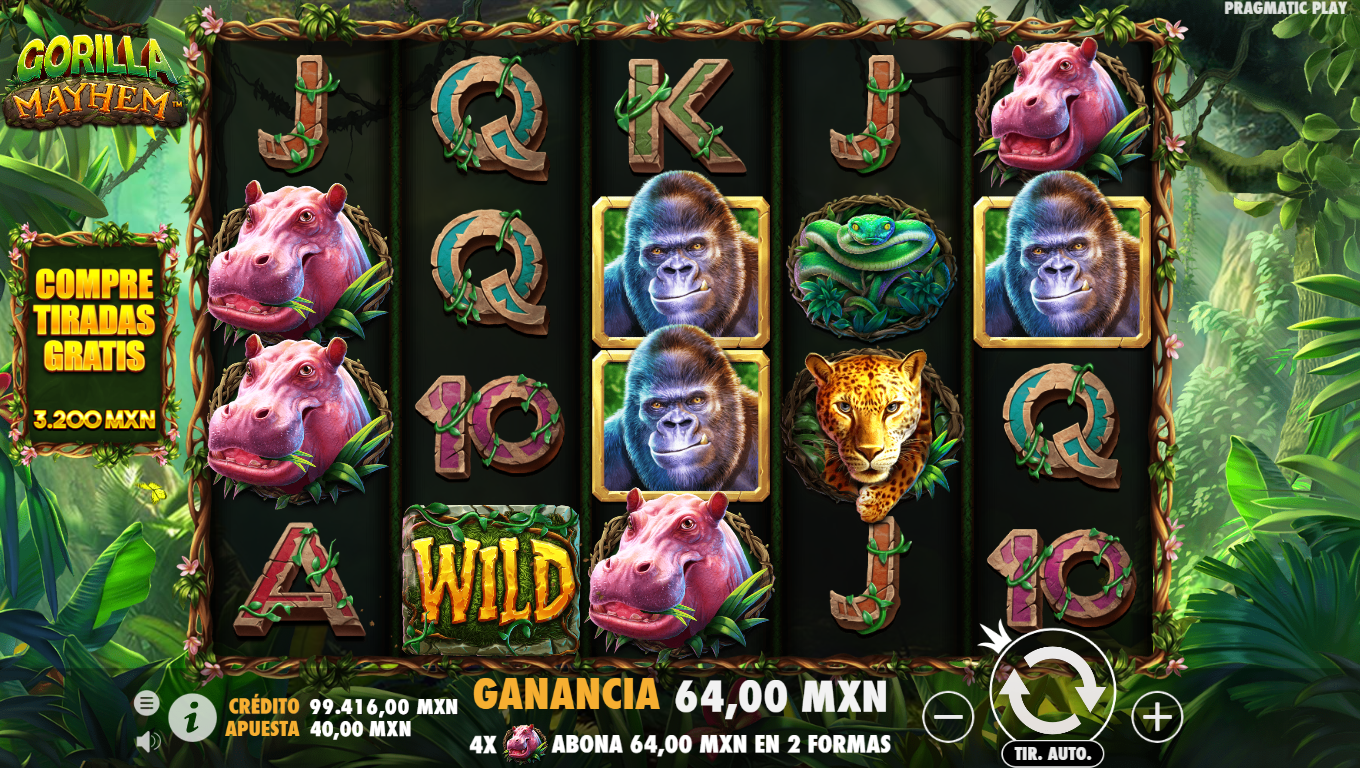 PRAGMATIC PLAY
GORILLA
MAYHEM™
J Q K J
Q
10 Q
A WILD J 10
COMPRE
TIRADAS
GRATIS
3.200 MXN
CRÉDITO 99.416,00 MXN
APUESTA 40,00 MXN
GANANCIA 64,00 MXN
4X ABONA 64,00 MXN EN 2 FORMAS
TIR. AUTO.